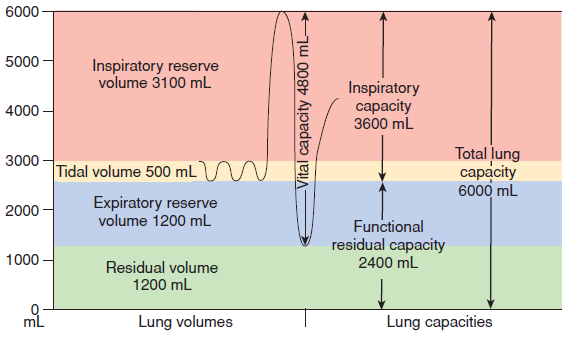 6000
5000
4000
3000
2000
1000
0
mL
Inspiratory reserve
volume 3100 mL
Tidal volume 500 mL
Expiratory reserve
volume 1200 mL
Residual volume
1200 mL
Vital capacity 4800 mL
Inspiratory
capacity
3600 mL
Functional
residual capacity
2400 mL
Total lung
capacity
6000 mL
Lung volumes
Lung capacities